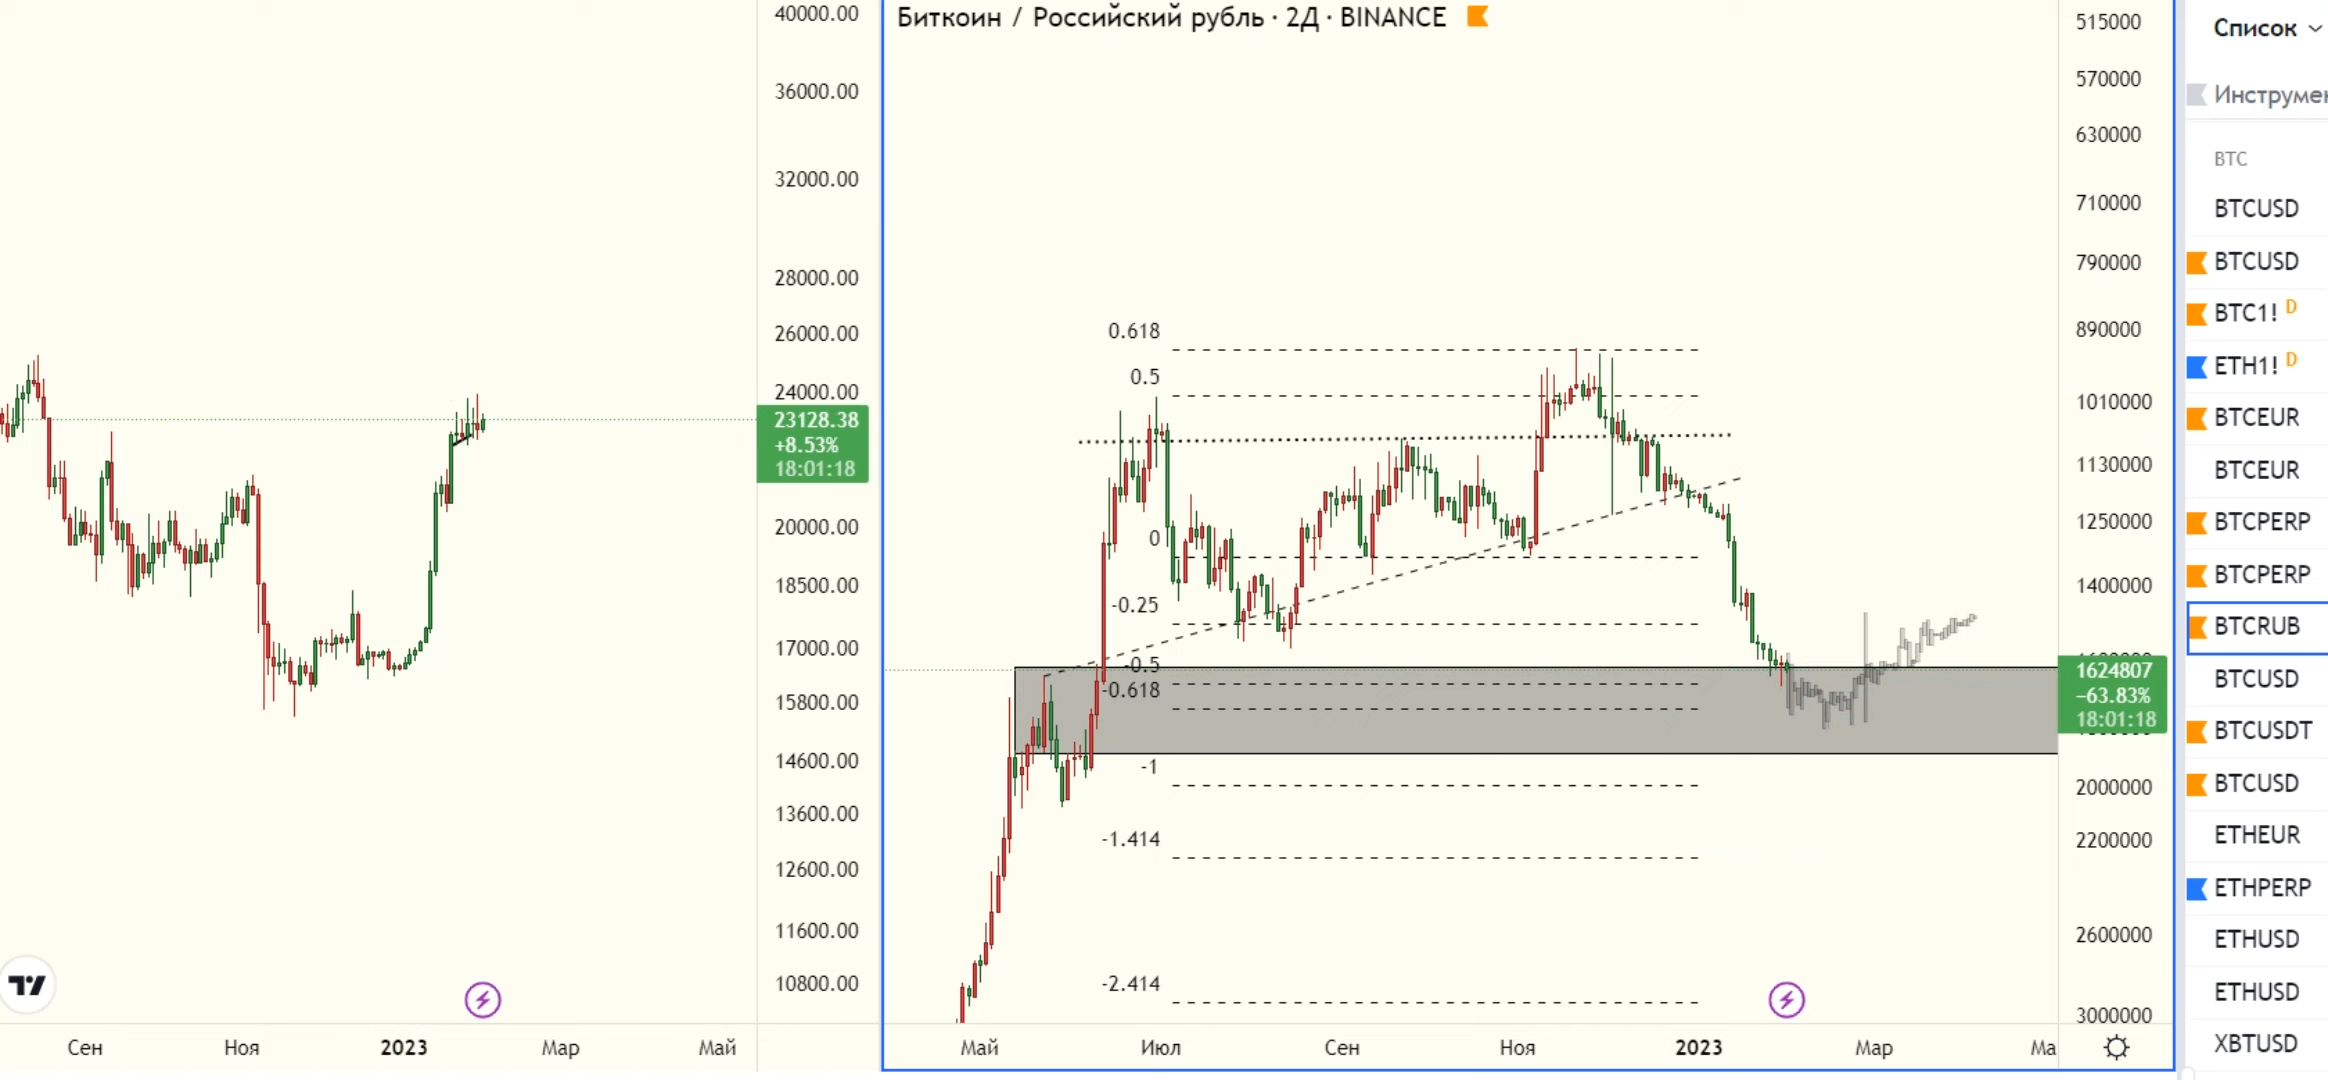 40000.00
36000.00
32000.00
28000.00
26000.00
24000.00
23128.38
+8.53%
18:01:18
20000.00
18500.00
17000.00
15800.00
14600.00
13600.00
12600.00
11600.00
10800.00
Сен
Ноя
2023
Мар
Май
Биткоин / Российский рубль · 2Д · BINANCE
0.618
0.5
0
-0.25
-0.5
-0.618
-1
-1.414
-2.414
515000
570000
630000
710000
790000
890000
1010000
1130000
1250000
1400000
1624807
−63.83%
18:01:18
2000000
2200000
2600000
3000000
Май
Июл
Сен
Ноя
2023
Мар
Ма
Список
Инструмен
BTC
BTCUSD
BTCUSD
BTC1! D
ETH1! D
BTCEUR
BTCEUR
BTCPERP
BTCPERP
BTCRUB
BTCUSD
BTCUSDT
BTCUSD
ETHEUR
ETHPERP
ETHUSD
ETHUSD
XBTUSD